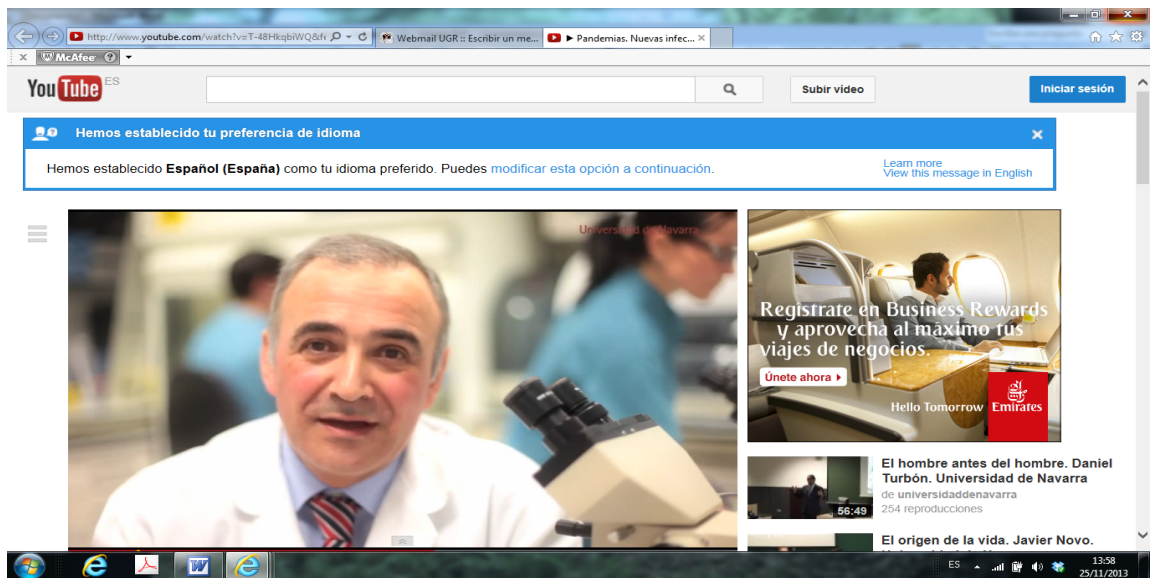 http://www.youtube.com/watch?v=T-48HkqbiWQ&fe
Webmail UGR :: Escribir un me...
► Pandemias. Nuevas infec...
McAfee
YouTube ES
Subir vídeo
Iniciar sesión
Hemos establecido tu preferencia de idioma
Hemos establecido Español (España) como tu idioma preferido. Puedes modificar esta opción a continuación.
Learn more
View this message in English
Universidad de Navarra
Regístrate en Business Rewards
y aprovecha al máximo tus
viajes de negocios.
Únete ahora
Hello Tomorrow
Emirates
El hombre antes del hombre. Daniel
Turbón. Universidad de Navarra
de universidaddenavarra
254 reproducciones
56:49
El origen de la vida. Javier Novo.
ES
13:58
25/11/2013